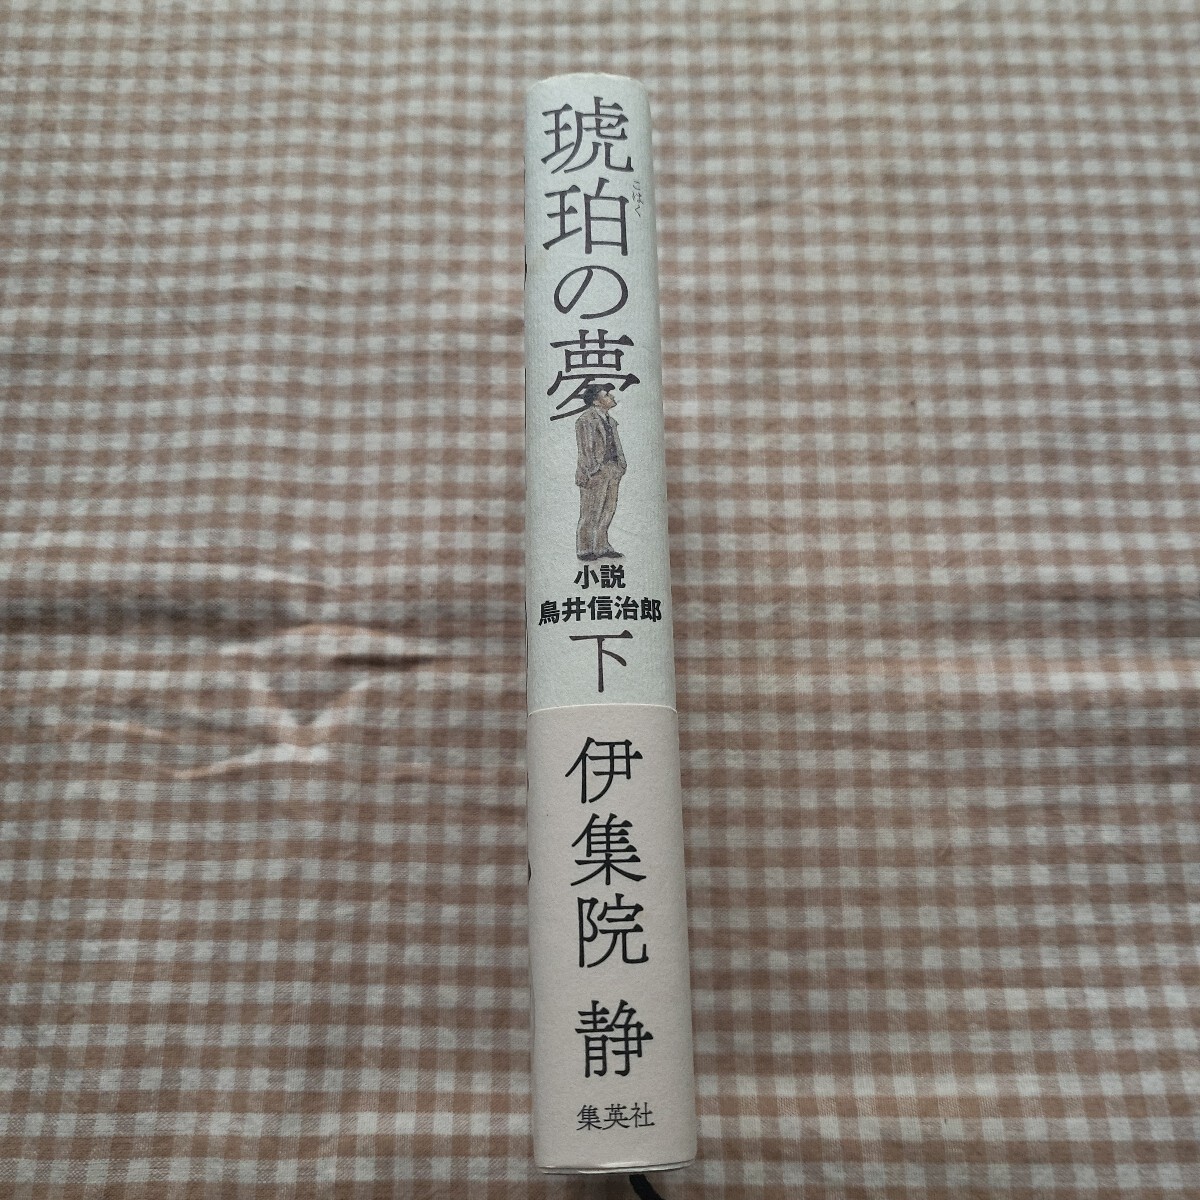 琥珀の夢
こはく
小説
鳥井信治郎
下
伊集院 静
集英社